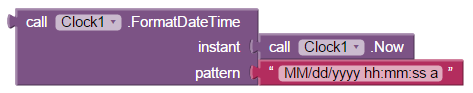 call Clock1 .FormatDateTime
instant call Clock1 .Now
pattern " MM/dd/yyyy hh:mm:ss a "